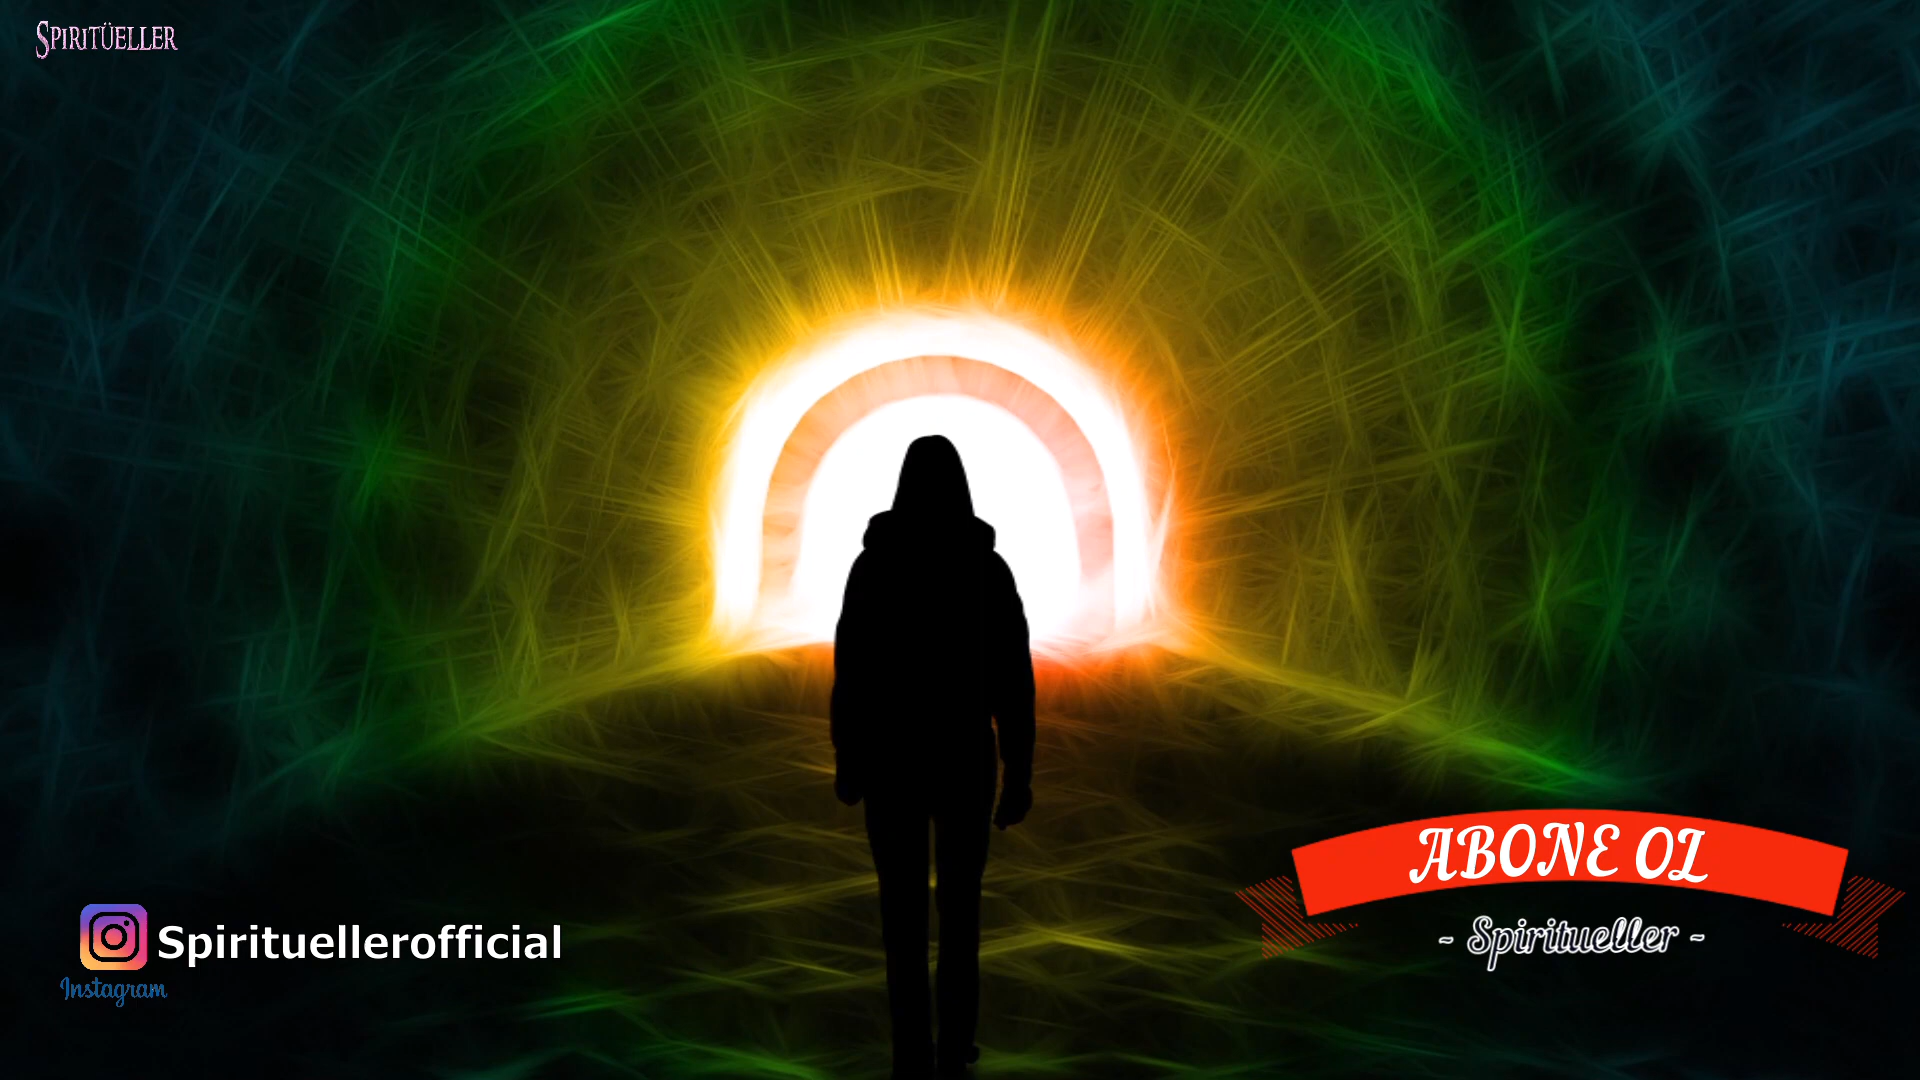 SPIRITÜELLER
ABONE OL
~ Spiritueller ~
Spirituellerofficial
Instagram